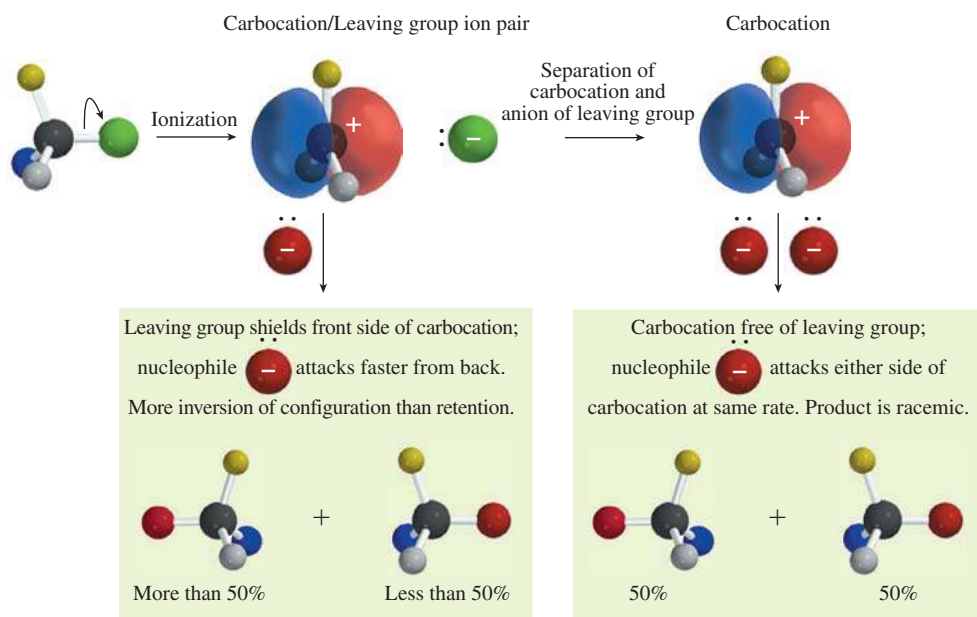 Carbocation/Leaving group ion pair
Carbocation
Ionization
+
:
−
Separation of
carbocation and
anion of leaving group
+
. .
−
. .
−
. .
−
Leaving group shields front side of carbocation;
nucleophile − attacks faster from back.
More inversion of configuration than retention.
+
More than 50%
Less than 50%
Carbocation free of leaving group;
nucleophile − attacks either side of
carbocation at same rate. Product is racemic.
+
50%
50%